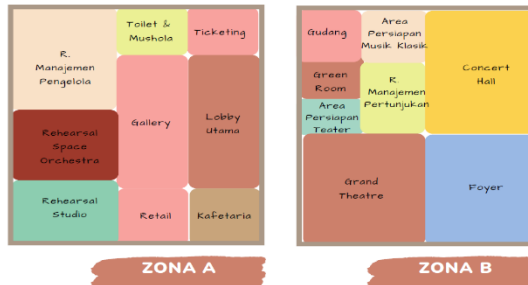 R.
Manajemen
Pengelola
Toilet &
Mushola
Ticketing
Gallery
Lobby
Utama
Rehearsal
Space
Orchestra
Rehearsal
Studio
Retail
Kafetaria
ZONA A
Gudang
Area
Persiapan
Musik Klasik
Concert
Hall
Green
Room
R.
Manajemen
Pertunjukan
Area
Persiapan
Teater
Grand
Theatre
Foyer
ZONA B